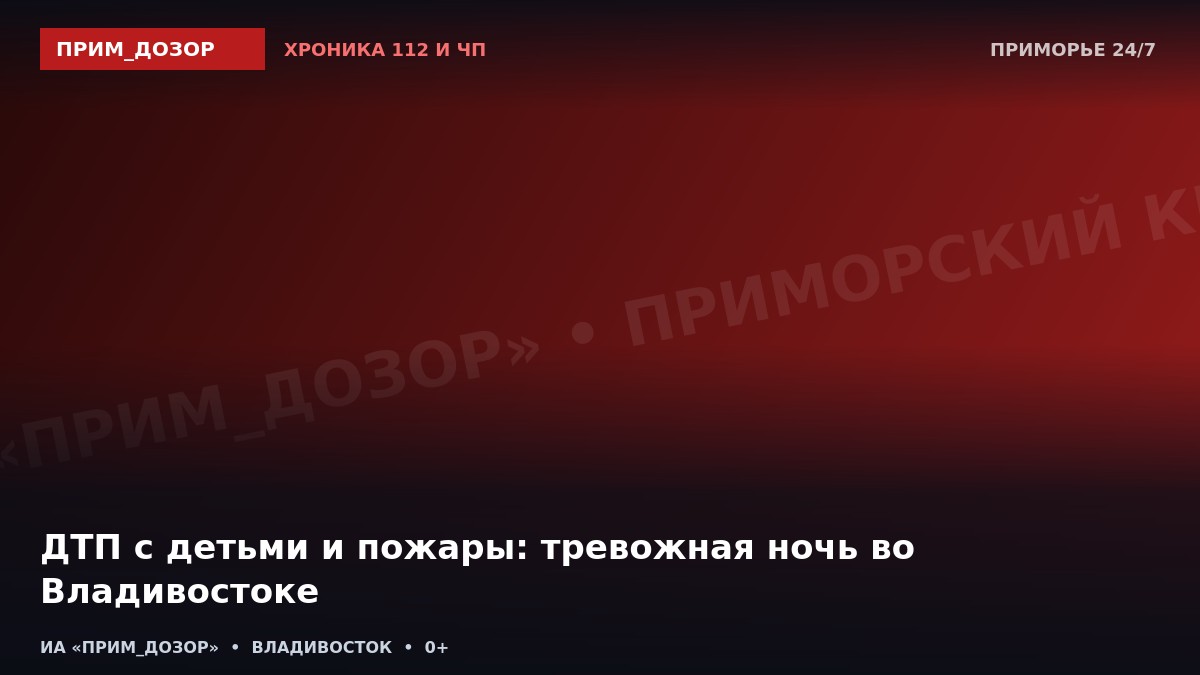 ПРИМ_ДОЗОР
ХРОНИКА 112 И ЧП
ПРИМОРЬЕ 24/7
«ПРИМ_ДОЗОР» • ПРИМОРСКИЙ
ДТП с детьми и пожары: тревожная ночь во
Владивостоке
ИА «ПРИМ_ДОЗОР» • ВЛАДИВОСТОК • 0+